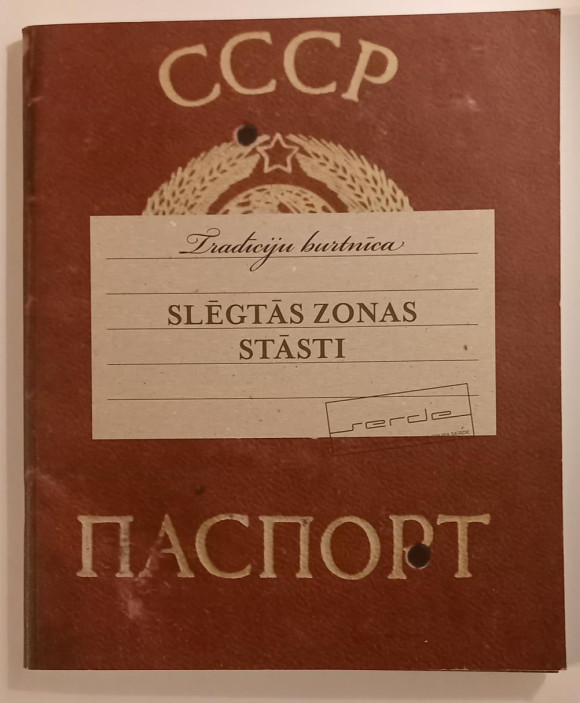 СССР
Tradīciju burtnīca
SLĒGTĀS ZONAS
STĀSTI
serde
ПАСПОРТ